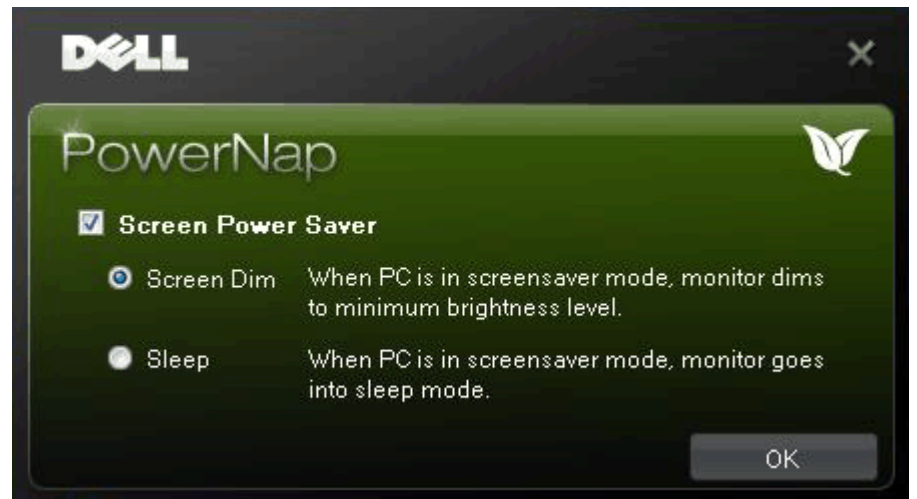 DELL
PowerNap
Screen Power Saver
Screen Dim When PC is in screensaver mode, monitor dims
to minimum brightness level.
Sleep When PC is in screensaver mode, monitor goes
into sleep mode.
OK